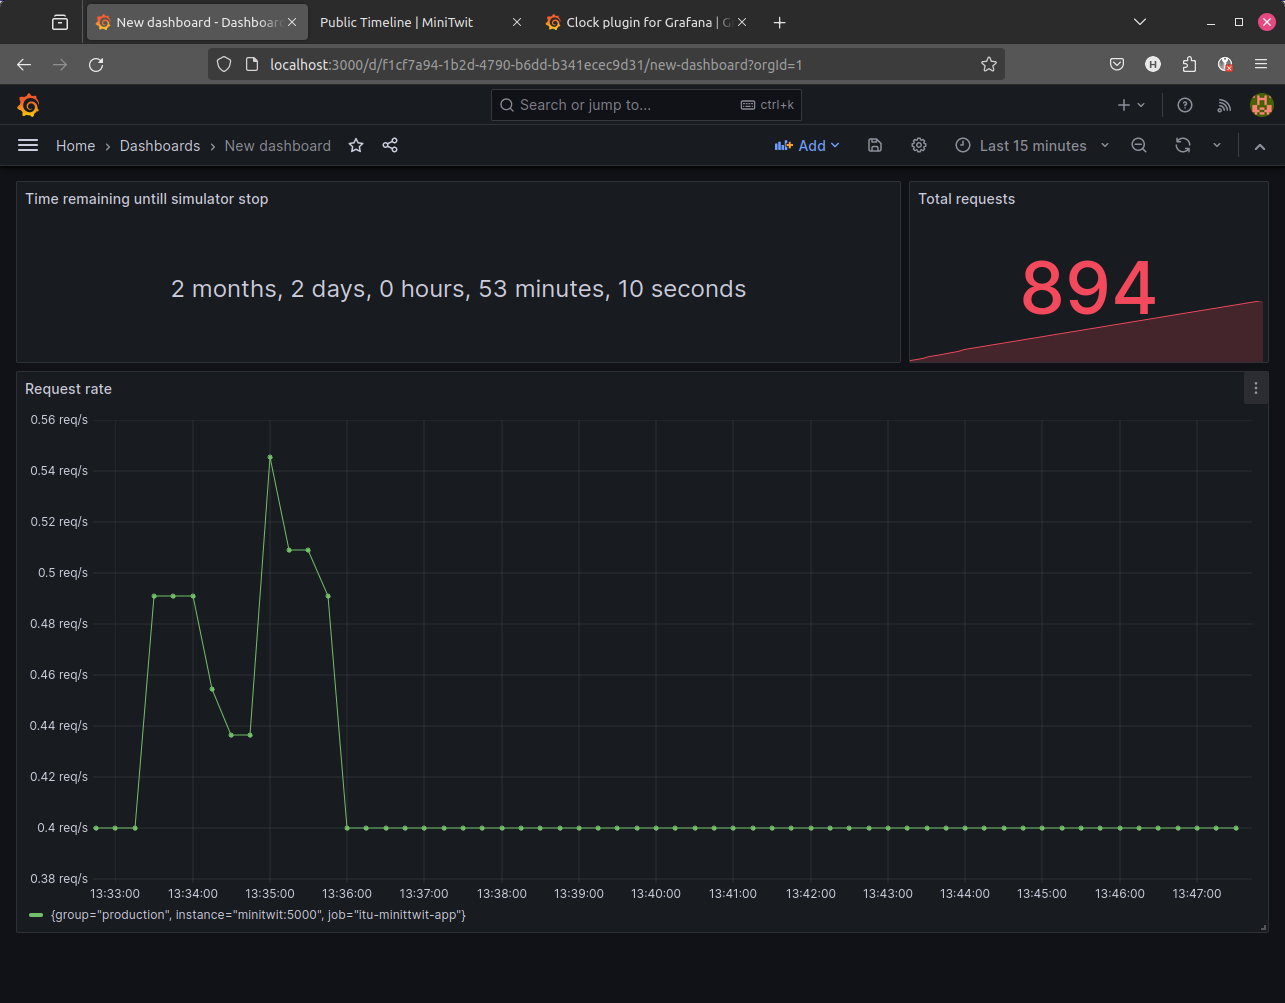 New dashboard - Dashboard
Public Timeline | MiniTwit
Clock plugin for Grafana | G
localhost:3000/d/f1cf7a94-1b2d-4790-b6dd-b341ecec9d31/new-dashboard?orgId=1
H
Search or jump to...
ctrl+k
Home
Dashboards
New dashboard
Add
Last 15 minutes
Time remaining untill simulator stop
2 months, 2 days, 0 hours, 53 minutes, 10 seconds
Total requests
894
Request rate
0.56 req/s
0.54 req/s
0.52 req/s
0.5 req/s
0.48 req/s
0.46 req/s
0.44 req/s
0.42 req/s
0.4 req/s
0.38 req/s
13:33:00 13:34:00 13:35:00 13:36:00 13:37:00 13:38:00 13:39:00 13:40:00 13:41:00 13:42:00 13:43:00 13:44:00 13:45:00 13:46:00 13:47:00
{group="production", instance="minitwit:5000", job="itu-minittwit-app"}